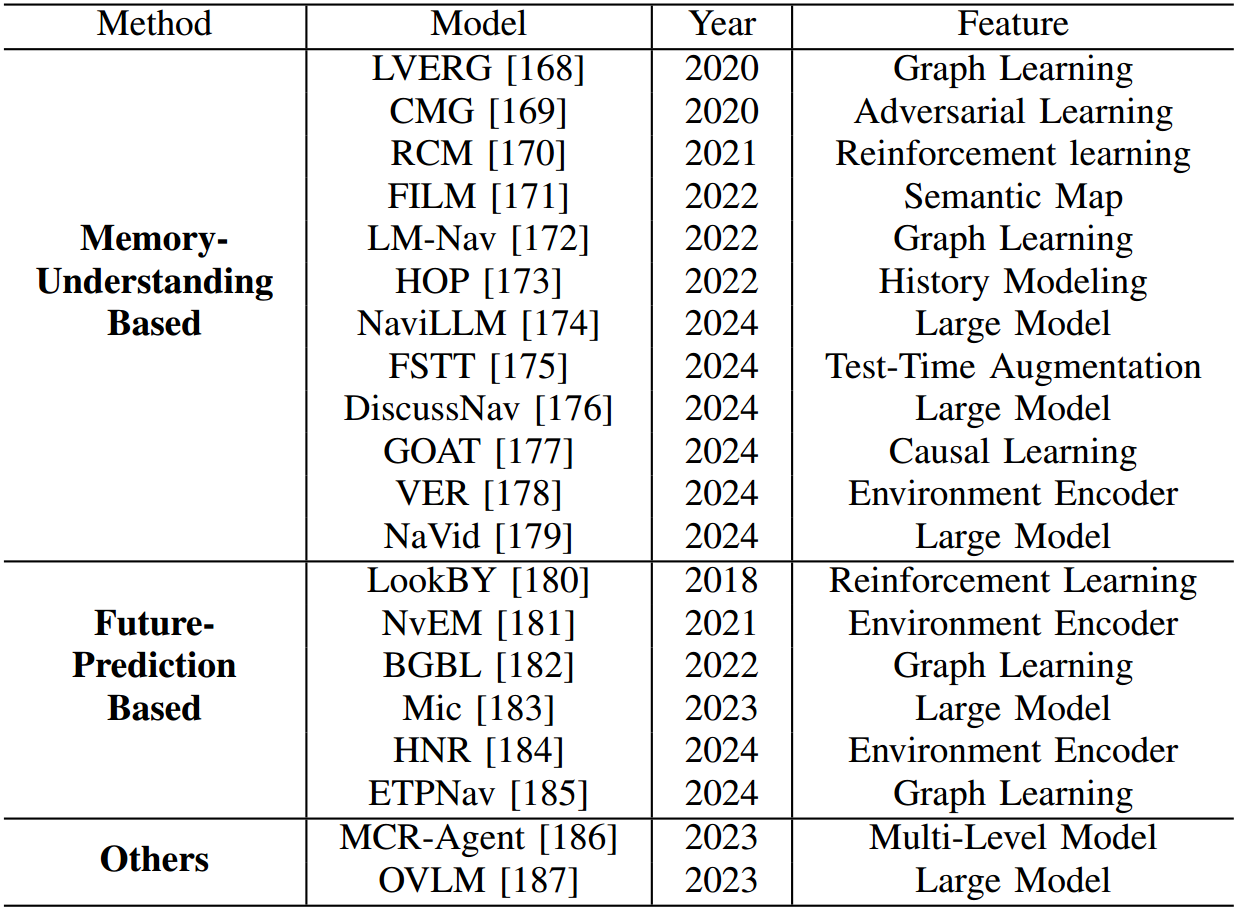 Method Model Year Feature
LVERG [168] 2020 Graph Learning
CMG [169] 2020 Adversarial Learning
RCM [170] 2021 Reinforcement learning
FILM [171] 2022 Semantic Map
Memory- LM-Nav [172] 2022 Graph Learning
Understanding HOP [173] 2022 History Modeling
Based NaviLLM [174] 2024 Large Model
FSTT [175] 2024 Test-Time Augmentation
DiscussNav [176] 2024 Large Model
GOAT [177] 2024 Causal Learning
VER [178] 2024 Environment Encoder
NaVid [179] 2024 Large Model
LookBY [180] 2018 Reinforcement Learning
Future- NvEM [181] 2021 Environment Encoder
Prediction BGBL [182] 2022 Graph Learning
Based Mic [183] 2023 Large Model
HNR [184] 2024 Environment Encoder
ETPNav [185] 2024 Graph Learning
MCR-Agent [186] 2023 Multi-Level Model
Others
OVLM [187] 2023 Large Model